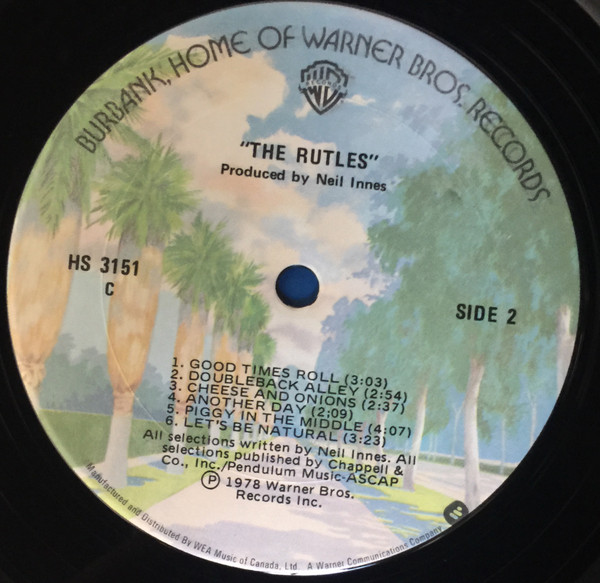 BURBANK, HOME OF WARNER BROS. RECORDS
RECORDS
"THE RUTLES"
Produced by Neil Innes
HS 3151
C
SIDE 2
1. GOOD TIMES ROLL (3:03)
2. DOUBLEBACK ALLEY (2:54)
3. CHEESE AND ONIONS (2:37)
4. ANOTHER DAY (2:09)
5. PIGGY IN THE MIDDLE (4:07)
6. LET'S BE NATURAL (3:23)
All selections written by Neil Innes. All
selections published by Chappell &
Co., Inc./Pendulum Music-ASCAP
Ⓟ 1978 Warner Bros.
Records Inc.
Manufactured and Distributed By WEA Music of Canada, Ltd. A Warner Communications Company